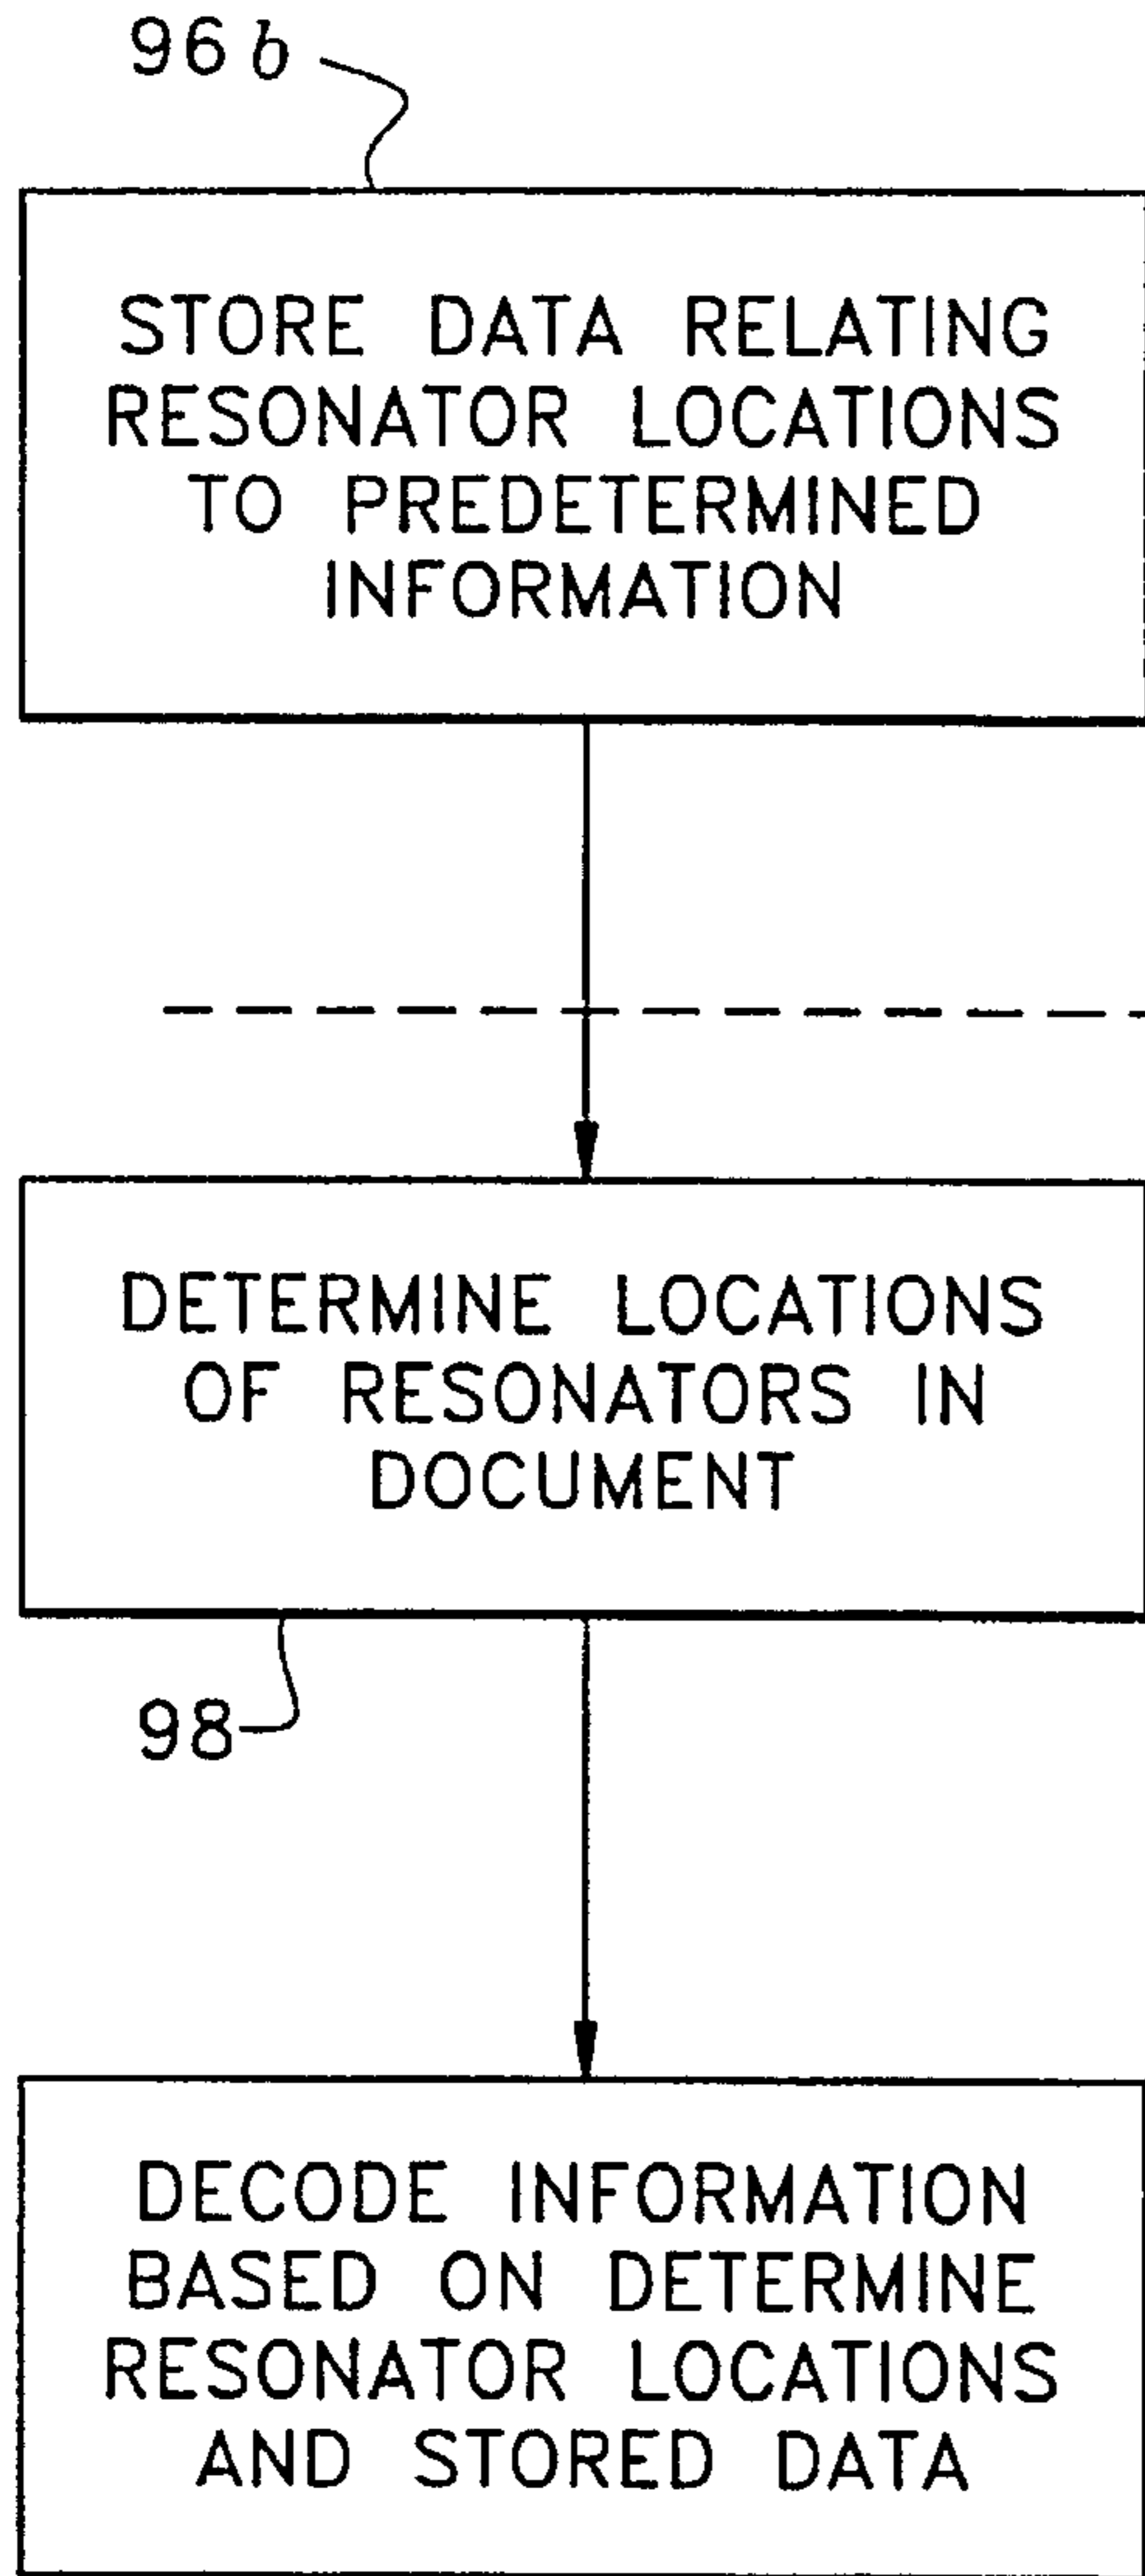 96b
STORE DATA RELATING
RESONATOR LOCATIONS
TO PREDETERMINED
INFORMATION
DETERMINE LOCATIONS
OF RESONATORS IN
DOCUMENT
98
DECODE INFORMATION
BASED ON DETERMINE
RESONATOR LOCATIONS
AND STORED DATA